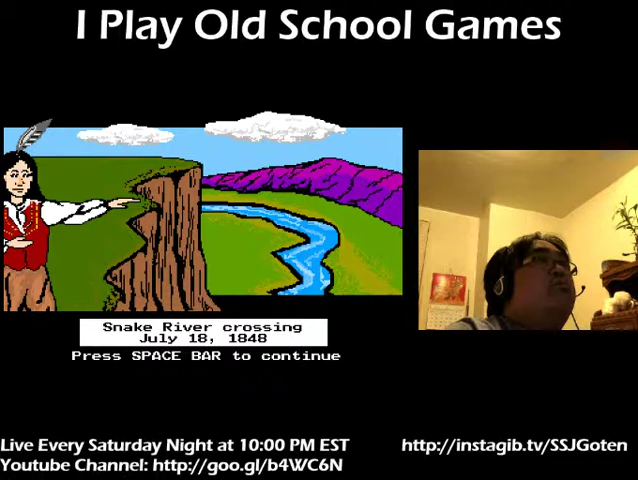 I Play Old School Games
Snake River crossing
July 18, 1848
Press SPACE BAR to continue
Live Every Saturday Night at 10:00 PM EST
http://instagib.tv/SSJGoten
Youtube Channel: http://goo.gl/b4WC6N